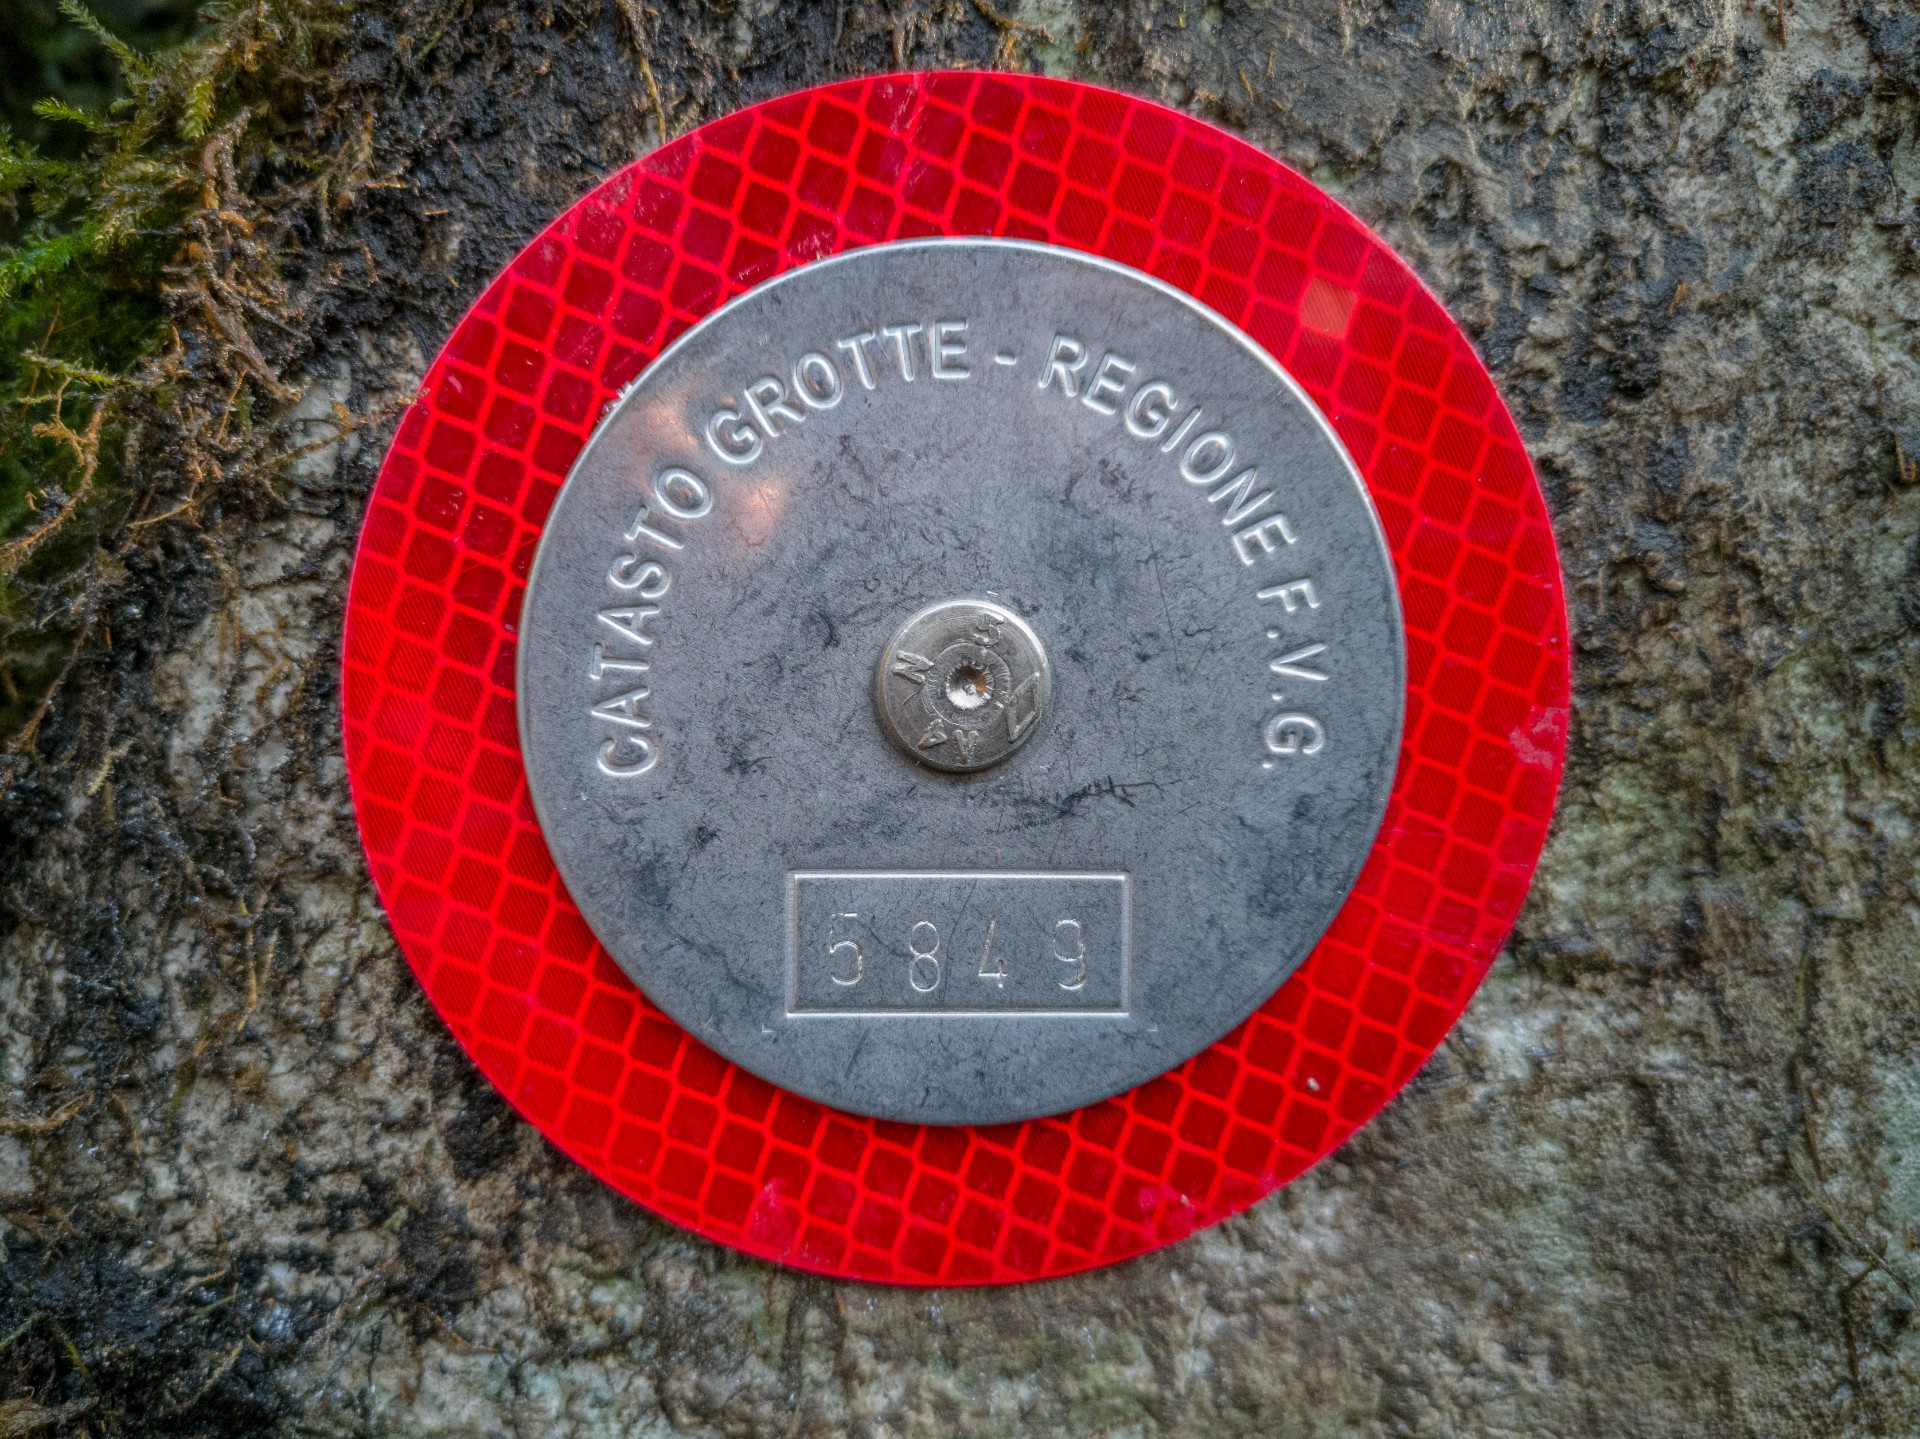 CATASTO GROTTE - REGIONE F.V.G.
5849